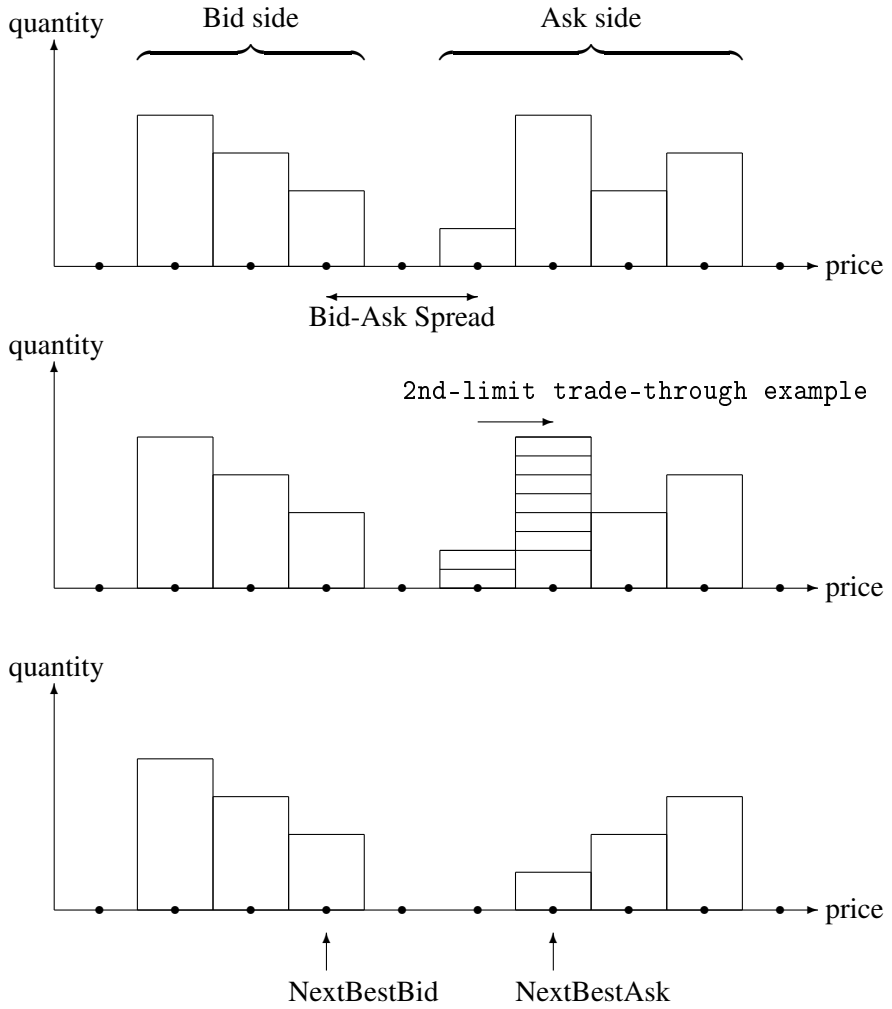 quantity
Bid side
Ask side
price
Bid-Ask Spread
quantity
2nd-limit trade-through example
price
quantity
price
NextBestBid
NextBestAsk